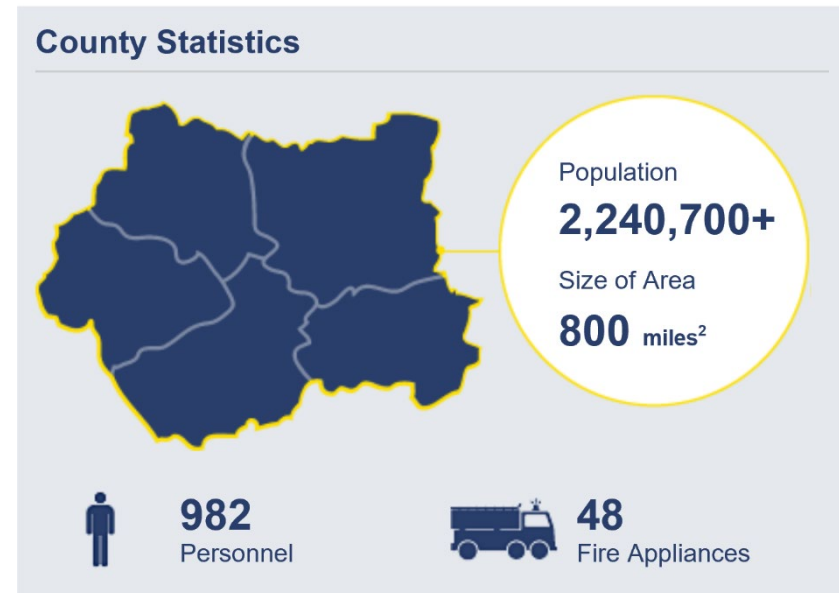 County Statistics
Population
2,240,700+
Size of Area
800 miles²
982
Personnel
48
Fire Appliances